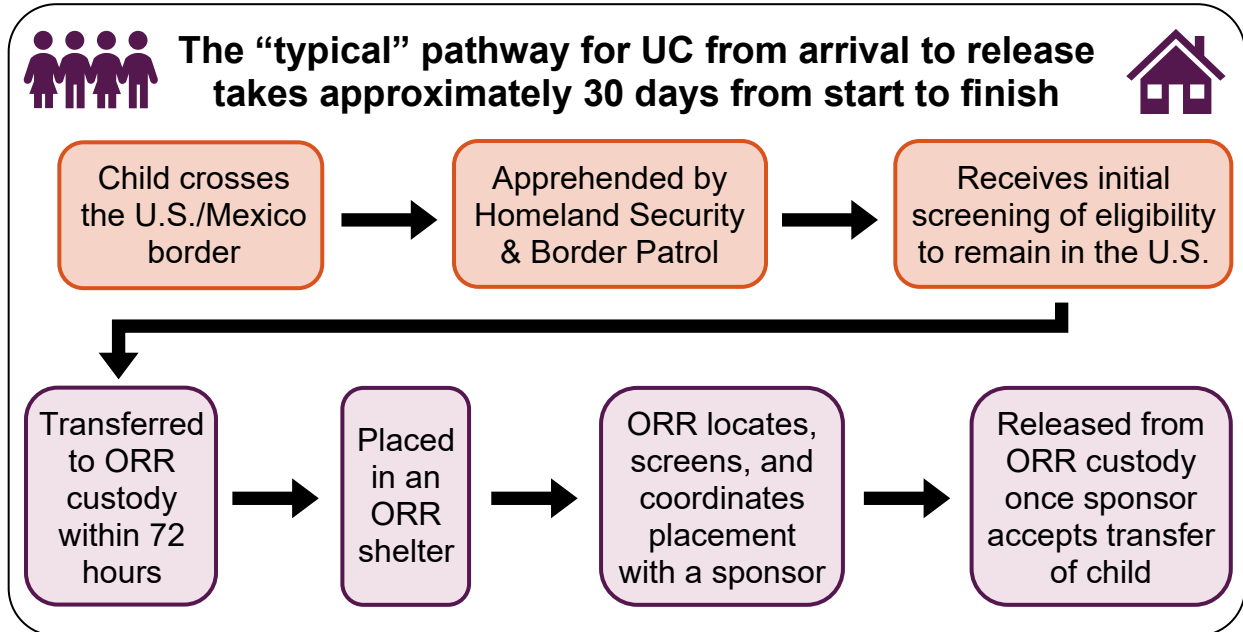 The “typical” pathway for UC from arrival to release
takes approximately 30 days from start to finish
Child crosses
the U.S./Mexico
border
Apprehended by
Homeland Security
& Border Patrol
Receives initial
screening of eligibility
to remain in the U.S.
Transferred
to ORR
custody
within 72
hours
Placed
in an
ORR
shelter
ORR locates,
screens, and
coordinates
placement
with a sponsor
Released from
ORR custody
once sponsor
accepts transfer
of child